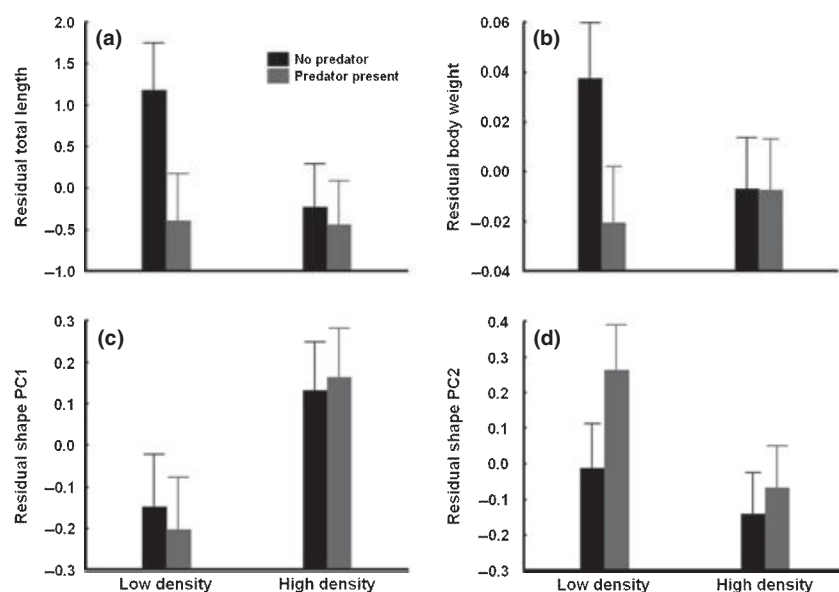 (a)
No predator
Predator present
Residual total length
2.0
1.5
1.0
0.5
0.0
–0.5
–1.0
(b)
Residual body weight
0.06
0.04
0.02
0.00
–0.02
–0.04
(c)
Residual shape PC1
0.3
0.2
0.1
0.0
–0.1
–0.2
–0.3
Low density High density
(d)
Residual shape PC2
0.4
0.3
0.2
0.1
0.0
–0.1
–0.2
–0.3
Low density High density